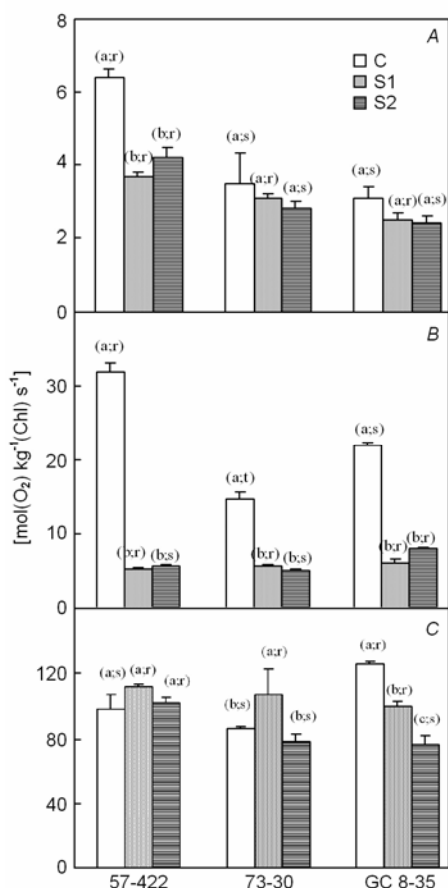 [mol(O₂) kg⁻¹(Chl) s⁻¹]
A
8
6
4
2
0
C
S1
S2
(a;r)
(b;r)
(b;r)
(a;s)
(a;r)
(a;s)
(a;s)
(a;r)
(a;s)
B
30
20
10
0
(a;r)
(b;r)
(b;s)
(a;t)
(b;r)
(b;s)
(a;s)
(b;r)
(b;r)
C
120
80
40
0
(a;s)
(a;r)
(a;r)
(b;s)
(a;r)
(b;s)
(a;r)
(b;r)
(c;s)
57-422
73-30
GC 8-35